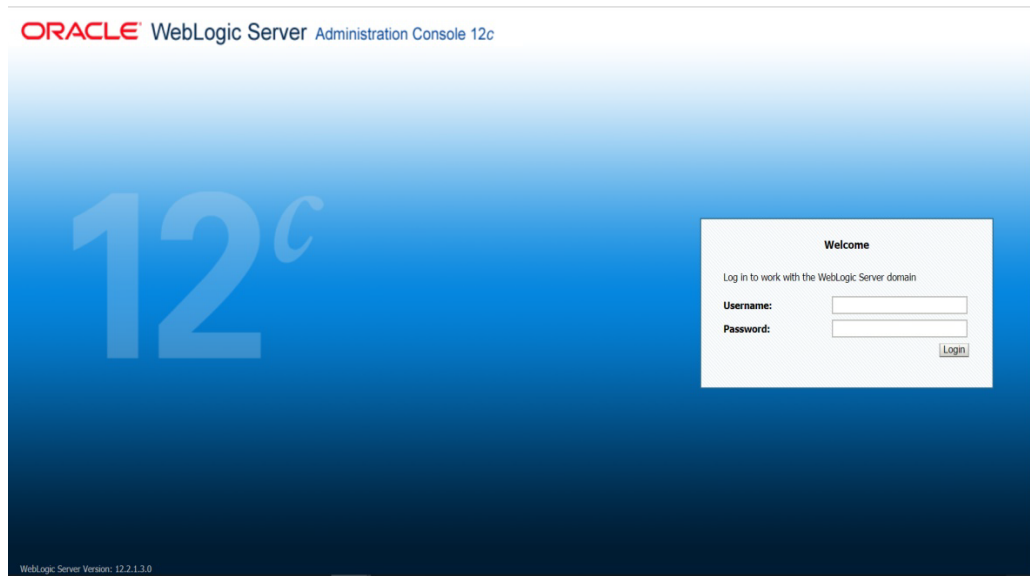 ORACLE WebLogic Server Administration Console 12c
12c
Welcome
Log in to work with the WebLogic Server domain
Username:
Password:
Login
WebLogic Server Version: 12.2.1.3.0